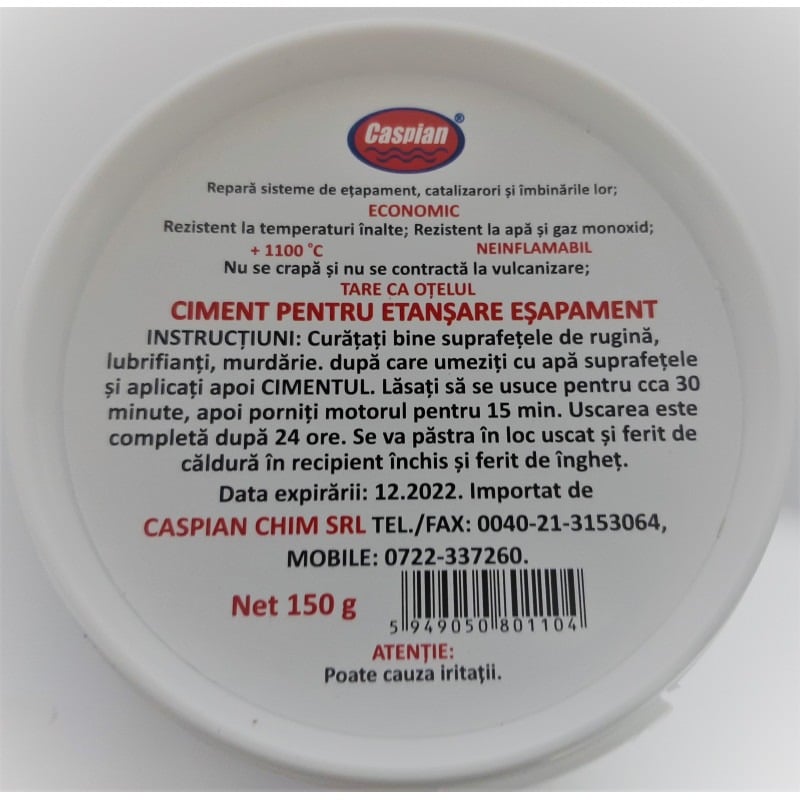 Caspian®
Repară sisteme de eţapament, catalizarori și îmbinările lor;
ECONOMIC
Rezistent la temperaturi înalte; Rezistent la apă și gaz monoxid;
+ 1100 °C NEINFLAMABIL
Nu se crapă și nu se contractă la vulcanizare;
TARE CA OȚELUL
CIMENT PENTRU ETANȘARE EȘAPAMENT
INSTRUCȚIUNI: Curățați bine suprafețele de rugină,
lubrifianți, murdărie. după care umeziți cu apă suprafețele
și aplicați apoi CIMENTUL. Lăsați să se usuce pentru cca 30
minute, apoi porniți motorul pentru 15 min. Uscarea este
completă după 24 ore. Se va păstra în loc uscat și ferit de
căldură în recipient închis și ferit de îngheț.
Data expirării: 12.2022. Importat de
CASPIAN CHIM SRL TEL./FAX: 0040-21-3153064,
MOBILE: 0722-337260.
Net 150 g
5 949050 801104
ATENȚIE:
Poate cauza iritații.